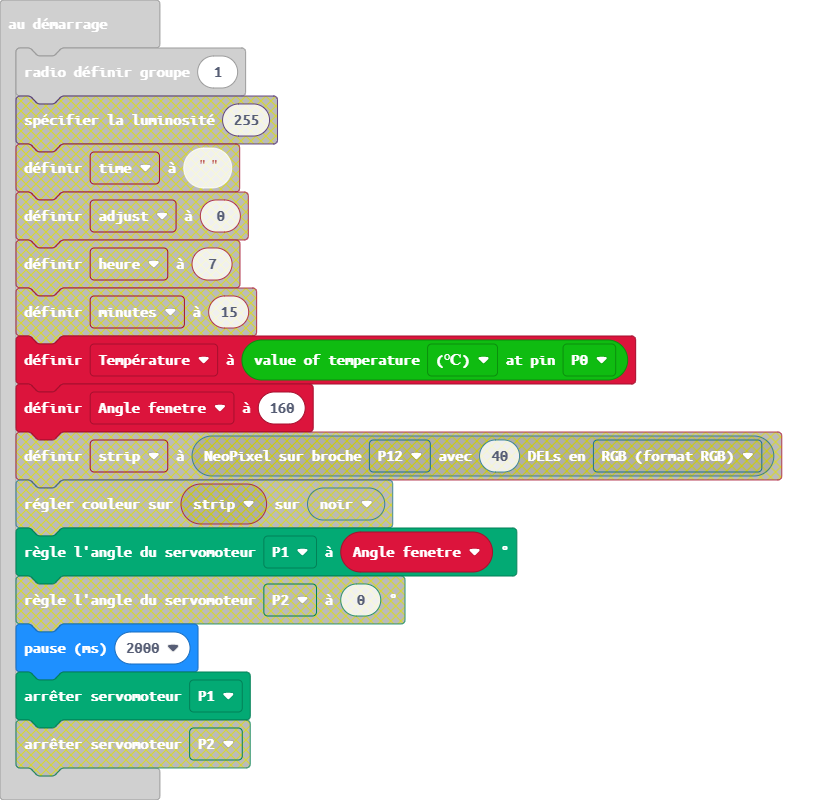 au démarrage
radio définir groupe 1
spécifier la luminosité 255
définir time à " "
définir adjust à 0
définir heure à 7
définir minutes à 15
définir Température à value of temperature (℃) at pin P0
définir Angle fenetre à 160
définir strip à NeoPixel sur broche P12 avec 40 DELs en RGB (format RGB)
régler couleur sur strip sur noir
règle l'angle du servomoteur P1 à Angle fenetre °
règle l'angle du servomoteur P2 à 0 °
pause (ms) 2000
arrêter servomoteur P1
arrêter servomoteur P2